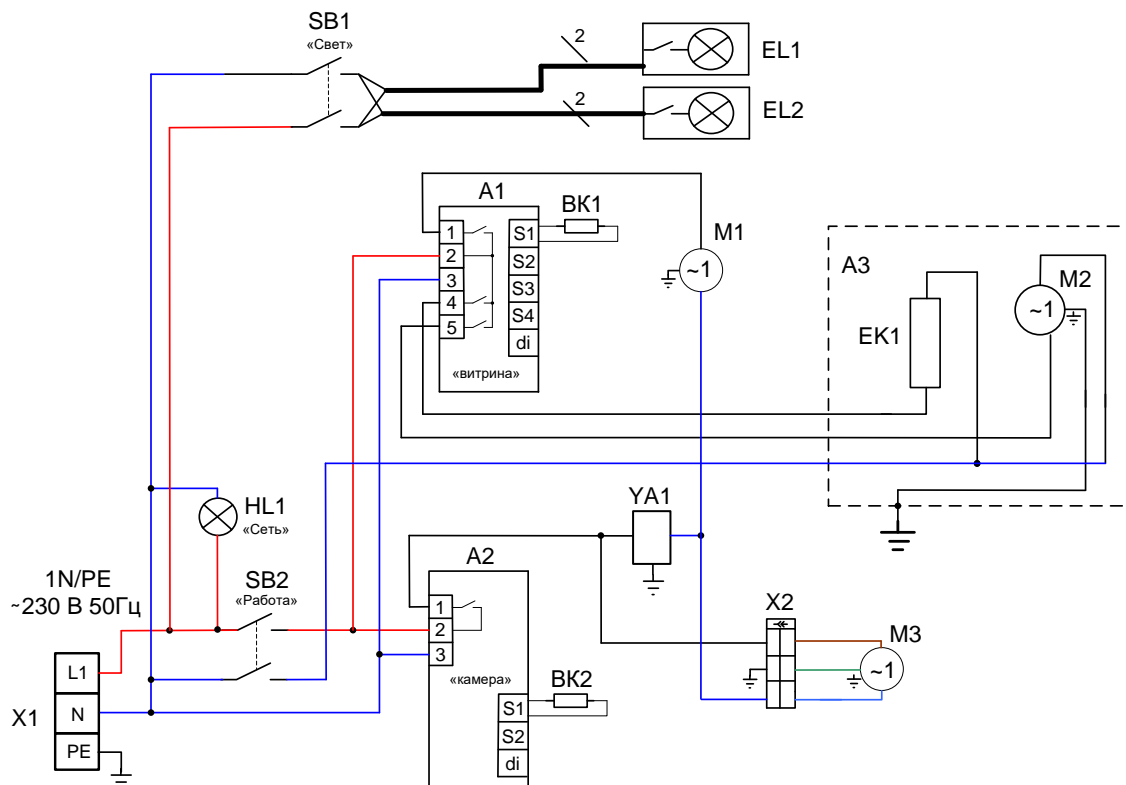 SB1
«Свет»
2
EL1
2
EL2
A1
ВК1
M1
1
2
3
4
5
S1
S2
S3
S4
di
«витрина»
~1
A3
EK1
M2
~1
HL1
«Сеть»
YA1
1N/PE
~230 В 50Гц
SB2
«Работа»
A2
1
2
3
«камера»
ВК2
S1
S2
di
X2
M3
~1
X1
L1
N
PE